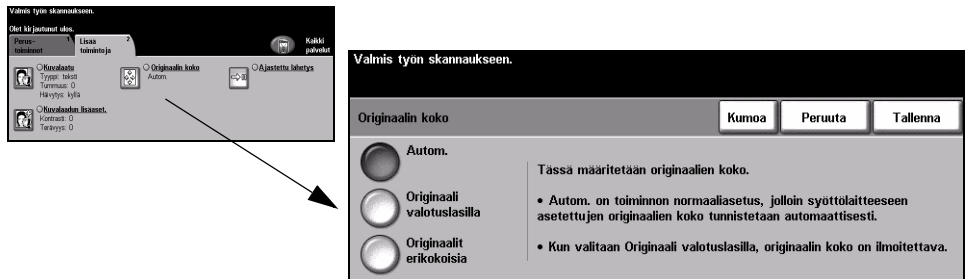 Valmis työn skannaukseen.
Olet kirjautunut ulos.
Perus-
toiminnot
1
Lisää
toimintoja
2
Kaikki
palvelut
Kuvalaatu
Tyyppi: teksti
Tummuus: 0
Häivytys: kyllä
Originaalin koko
Autom.
Ajastettu lähetys
Kuvalaadun lisäaset.
Kontrasti: 0
Terävyys: 0
Valmis työn skannaukseen.
Originaalin koko
Kumoa
Peruuta
Tallenna
Autom.
Originaali
valotuslasilla
Originaalit
erikokoisia
Tässä määritetään originaalien koko.
• Autom. on toiminnon normaaliasetus, jolloin syöttölaitteeseen
asetettujen originaalien koko tunnistetaan automaattisesti.
• Kun valitaan Originaali valotuslasilla, originaalin koko on ilmoitettava.